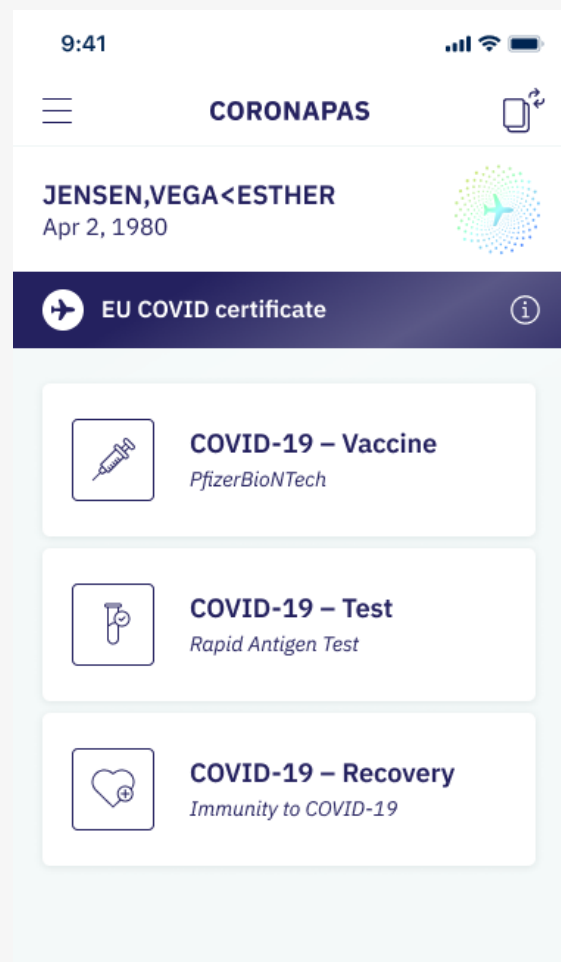 9:41
CORONAPAS
JENSEN,VEGA<ESTHER
Apr 2, 1980
EU COVID certificate
i
COVID-19 – Vaccine
PfizerBioNTech
COVID-19 – Test
Rapid Antigen Test
COVID-19 – Recovery
Immunity to COVID-19